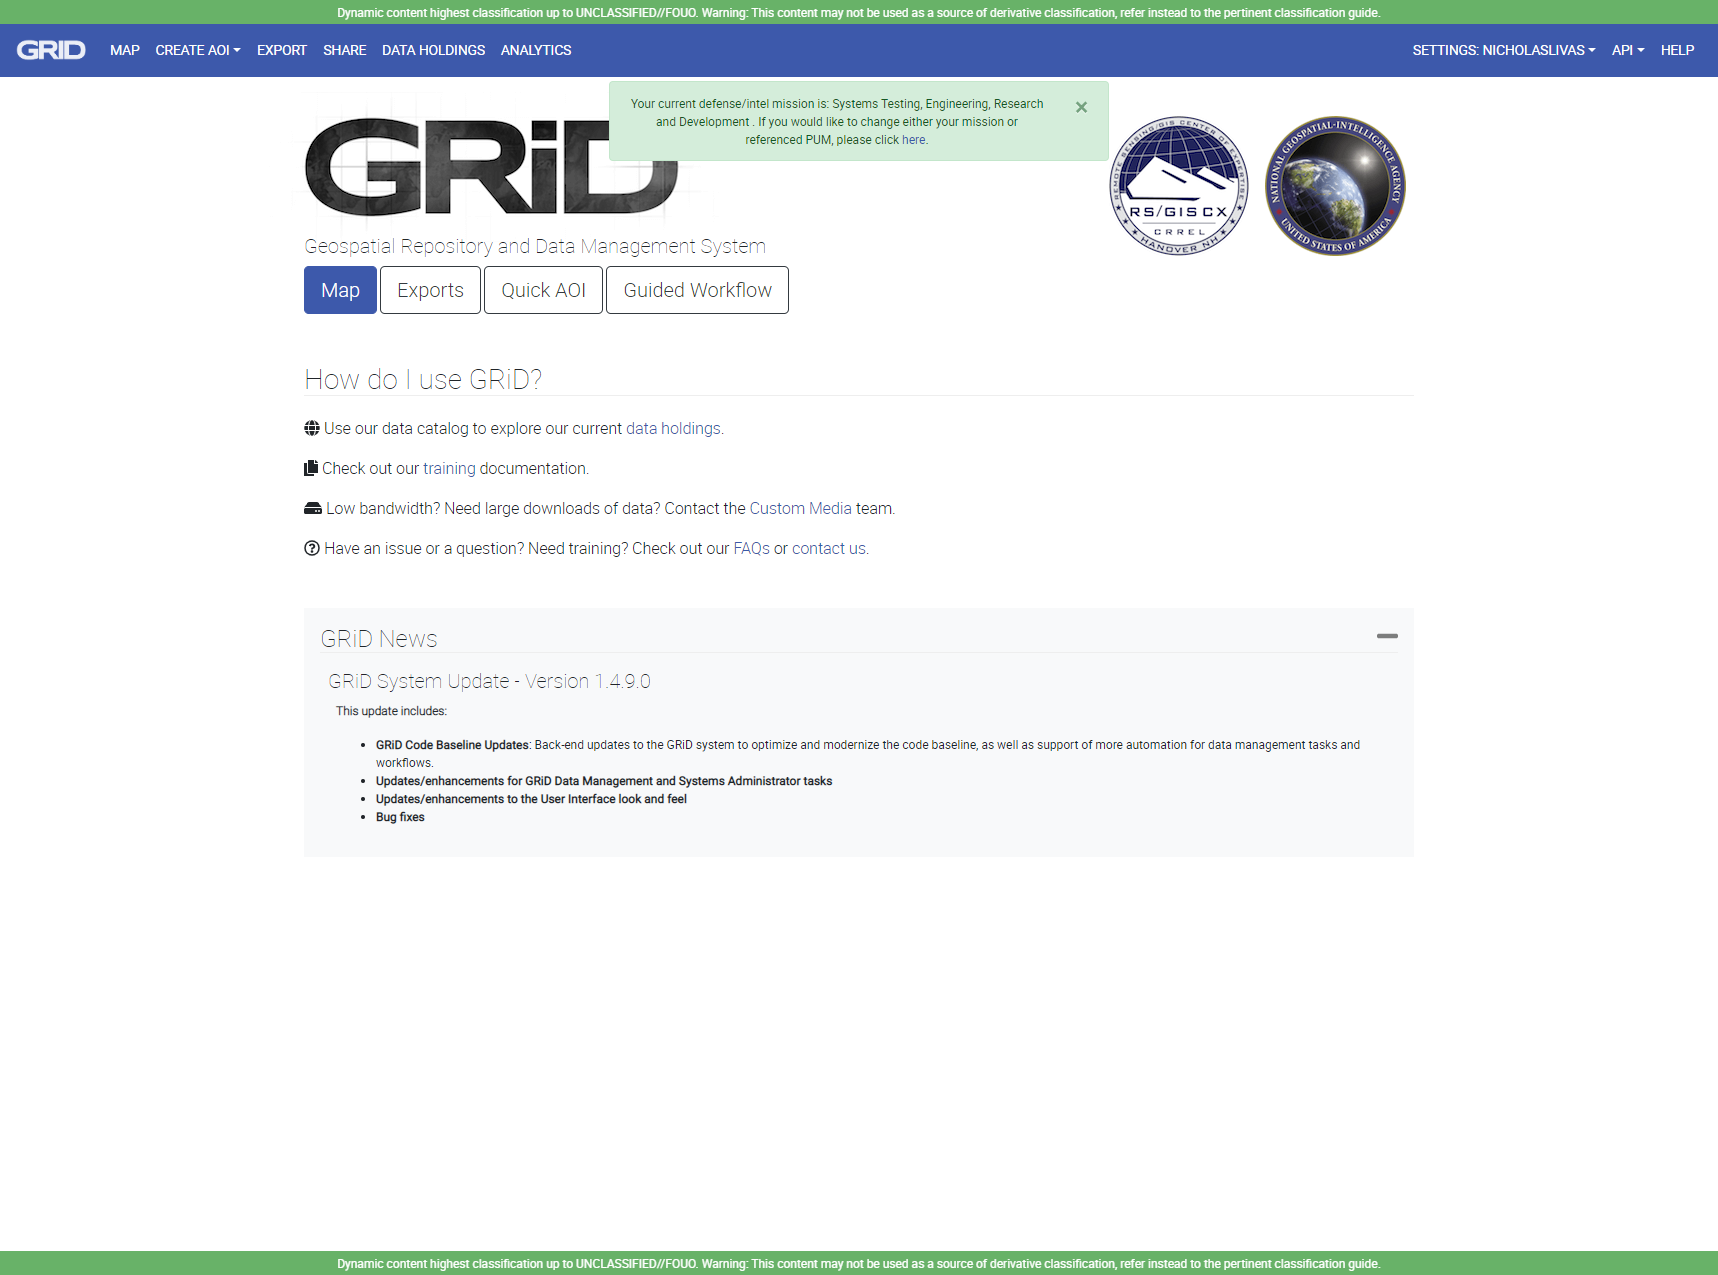 Dynamic content highest classification up to UNCLASSIFIED//FOUO. Warning: This content may not be used as a source of derivative classification, refer instead to the pertinent classification guide.
GRiD MAP CREATE AOI EXPORT SHARE DATA HOLDINGS ANALYTICS SETTINGS: NICHOLASLIVAS API HELP
Your current defense/intel mission is: Systems Testing, Engineering, Research
and Development . If you would like to change either your mission or
referenced PUM, please click here.
×
GRiD
REMOTE SENSING/GIS CENTER OF EXPERTISE
RS/GISCX
CRREL
HANOVER NH
NATIONAL GEOSPATIAL-INTELLIGENCE AGENCY
UNITED STATES OF AMERICA
Geospatial Repository and Data Management System
Map Exports Quick AOI Guided Workflow
How do I use GRiD?
Use our data catalog to explore our current data holdings.
Check out our training documentation.
Low bandwidth? Need large downloads of data? Contact the Custom Media team.
Have an issue or a question? Need training? Check out our FAQs or contact us.
GRiD News
GRiD System Update - Version 1.4.9.0
This update includes:
• GRiD Code Baseline Updates: Back-end updates to the GRiD system to optimize and modernize the code baseline, as well as support of more automation for data management tasks and
workflows.
• Updates/enhancements for GRiD Data Management and Systems Administrator tasks
• Updates/enhancements to the User Interface look and feel
• Bug fixes
Dynamic content highest classification up to UNCLASSIFIED//FOUO. Warning: This content may not be used as a source of derivative classification, refer instead to the pertinent classification guide.